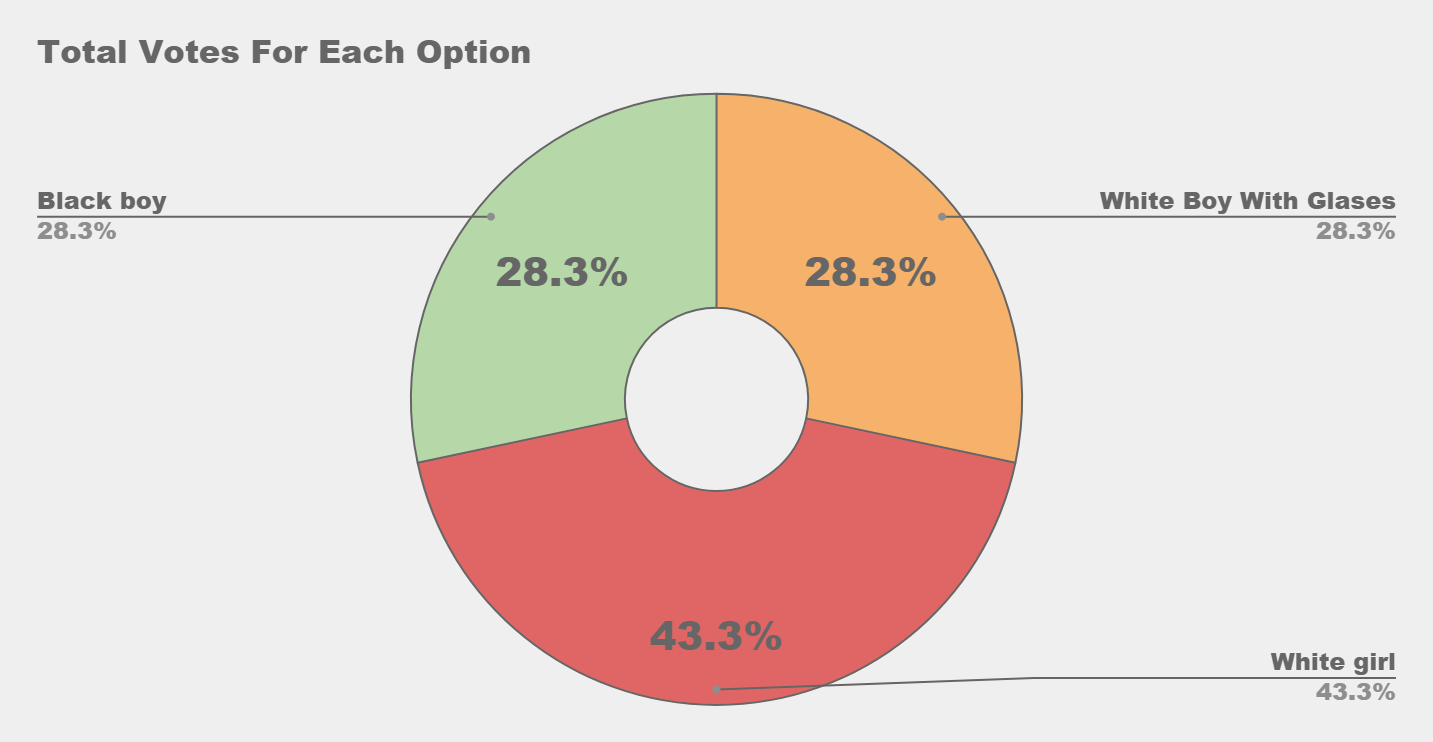 Total Votes For Each Option
Black boy
28.3%
White Boy With Glases
28.3%
28.3%
28.3%
43.3%
White girl
43.3%